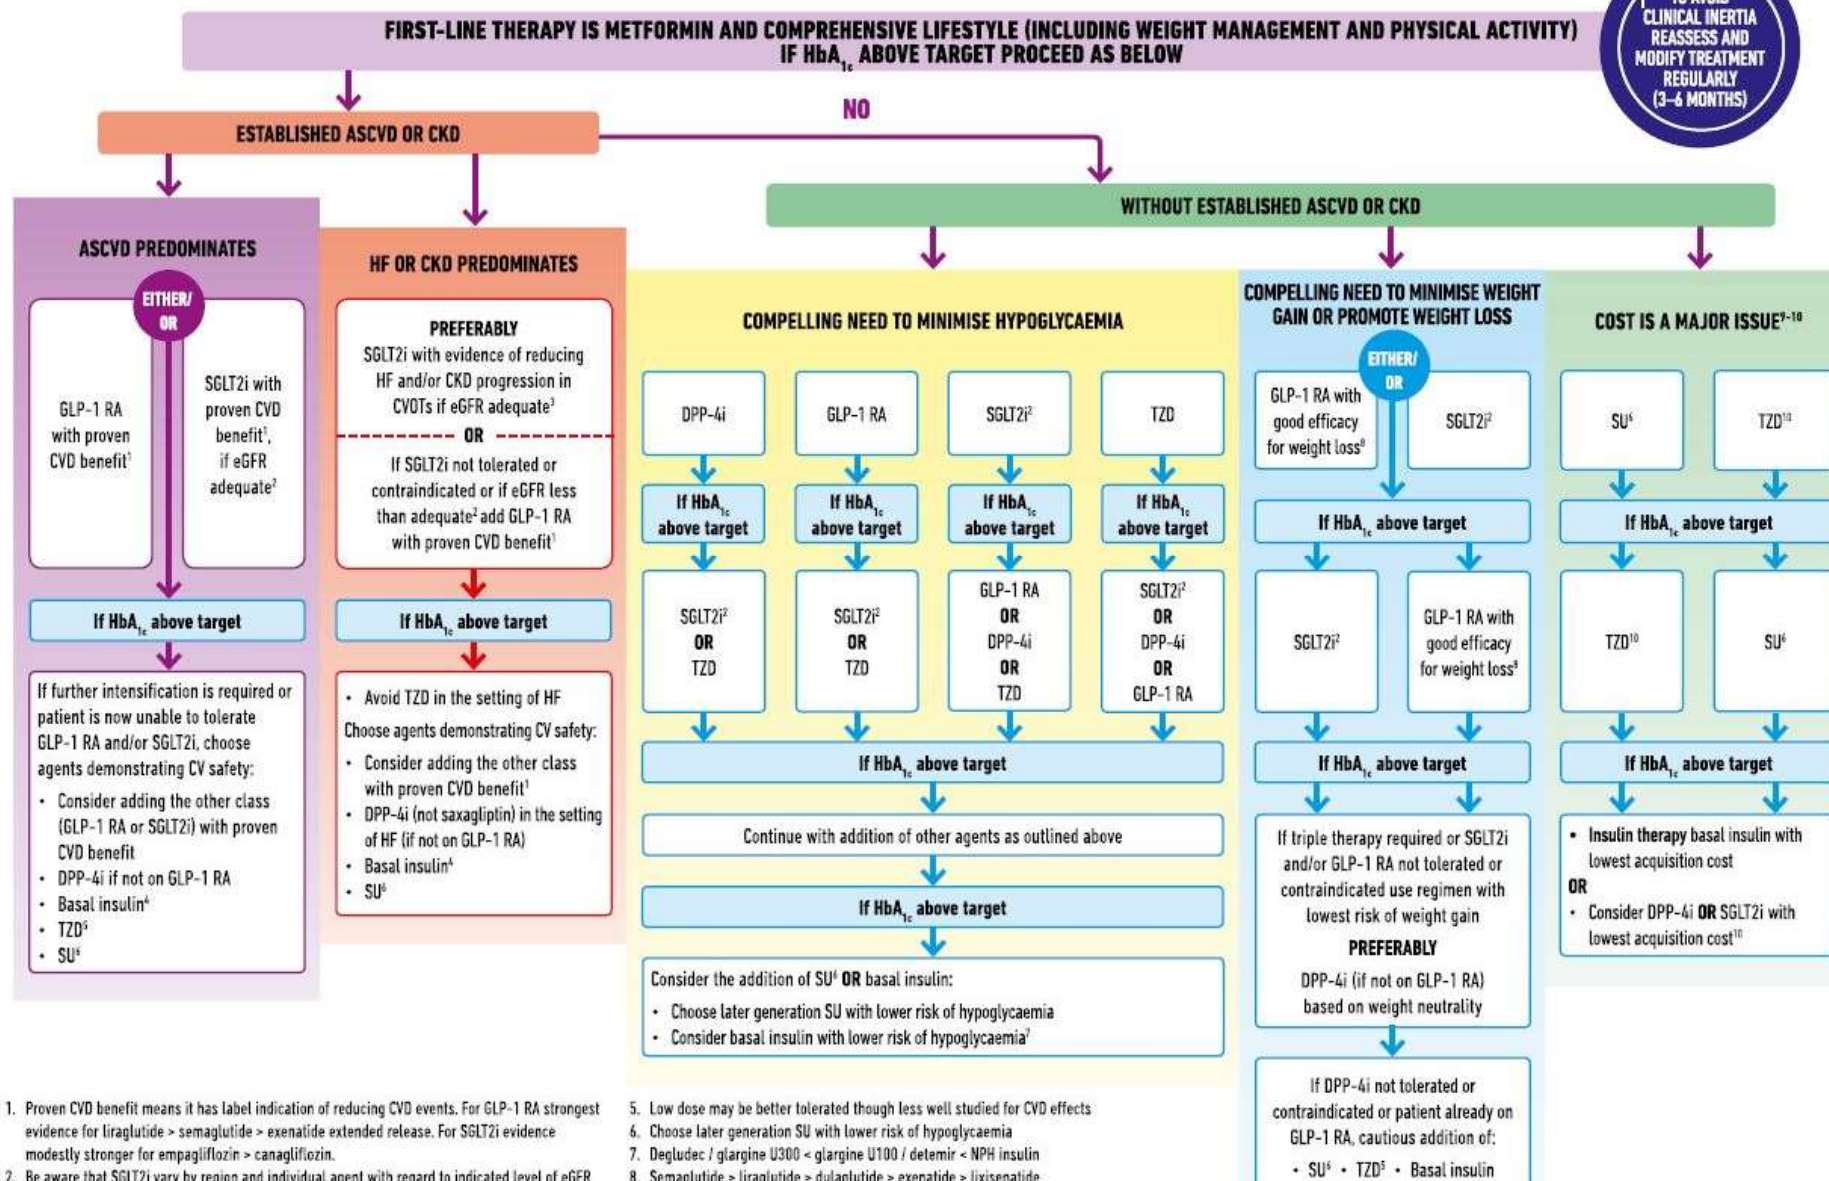 TO AVOID
CLINICAL INERTIA
REASSESS AND
MODIFY TREATMENT
REGULARLY
(3–6 MONTHS)
FIRST-LINE THERAPY IS METFORMIN AND COMPREHENSIVE LIFESTYLE (INCLUDING WEIGHT MANAGEMENT AND PHYSICAL ACTIVITY)
IF HbA1c ABOVE TARGET PROCEED AS BELOW
NO
ESTABLISHED ASCVD OR CKD
WITHOUT ESTABLISHED ASCVD OR CKD
ASCVD PREDOMINATES
EITHER/
OR
GLP-1 RA
with proven
CVD benefit¹
SGLT2i with
proven CVD
benefit¹,
if eGFR
adequate²
If HbA1c above target
If further intensification is required or
patient is now unable to tolerate
GLP-1 RA and/or SGLT2i, choose
agents demonstrating CV safety:
• Consider adding the other class
(GLP-1 RA or SGLT2i) with proven
CVD benefit
• DPP-4i if not on GLP-1 RA
• Basal insulin⁴
• TZD⁵
• SU⁶
HF OR CKD PREDOMINATES
PREFERABLY
SGLT2i with evidence of reducing
HF and/or CKD progression in
CVOTs if eGFR adequate³
OR
If SGLT2i not tolerated or
contraindicated or if eGFR less
than adequate² add GLP-1 RA
with proven CVD benefit¹
If HbA1c above target
• Avoid TZD in the setting of HF
Choose agents demonstrating CV safety:
• Consider adding the other class
with proven CVD benefit¹
• DPP-4i (not saxagliptin) in the setting
of HF (if not on GLP-1 RA)
• Basal insulin⁴
• SU⁶
COMPELLING NEED TO MINIMISE HYPOGLYCAEMIA
DPP-4i
GLP-1 RA
SGLT2i²
TZD
If HbA1c
above target
If HbA1c
above target
If HbA1c
above target
If HbA1c
above target
SGLT2i²
OR
TZD
SGLT2i²
OR
TZD
GLP-1 RA
OR
DPP-4i
OR
TZD
SGLT2i²
OR
DPP-4i
OR
GLP-1 RA
If HbA1c above target
Continue with addition of other agents as outlined above
If HbA1c above target
Consider the addition of SU⁶ OR basal insulin:
• Choose later generation SU with lower risk of hypoglycaemia
• Consider basal insulin with lower risk of hypoglycaemia⁷
COMPELLING NEED TO MINIMISE WEIGHT
GAIN OR PROMOTE WEIGHT LOSS
EITHER/
OR
GLP-1 RA with
good efficacy
for weight loss⁸
SGLT2i²
If HbA1c above target
SGLT2i²
GLP-1 RA with
good efficacy
for weight loss⁸
If HbA1c above target
If triple therapy required or SGLT2i
and/or GLP-1 RA not tolerated or
contraindicated use regimen with
lowest risk of weight gain
PREFERABLY
DPP-4i (if not on GLP-1 RA)
based on weight neutrality
If DPP-4i not tolerated or
contraindicated or patient already on
GLP-1 RA, cautious addition of:
• SU⁶ • TZD⁵ • Basal insulin
COST IS A MAJOR ISSUE⁹⁻¹⁰
SU⁶
TZD¹⁰
If HbA1c above target
TZD¹⁰
SU⁶
If HbA1c above target
• Insulin therapy basal insulin with
lowest acquisition cost
OR
• Consider DPP-4i OR SGLT2i with
lowest acquisition cost¹⁰
1. Proven CVD benefit means it has label indication of reducing CVD events. For GLP-1 RA strongest
evidence for liraglutide > semaglutide > exenatide extended release. For SGLT2i evidence
modestly stronger for empagliflozin > canagliflozin.
2. Be aware that SGLT2i vary by region and individual agent with regard to indicated level of eGFR
5. Low dose may be better tolerated though less well studied for CVD effects
6. Choose later generation SU with lower risk of hypoglycaemia
7. Degludec / glargine U300 < glargine U100 / detemir < NPH insulin
8. Semaglutide > liraglutide > dulaglutide > exenatide > lixisenatide